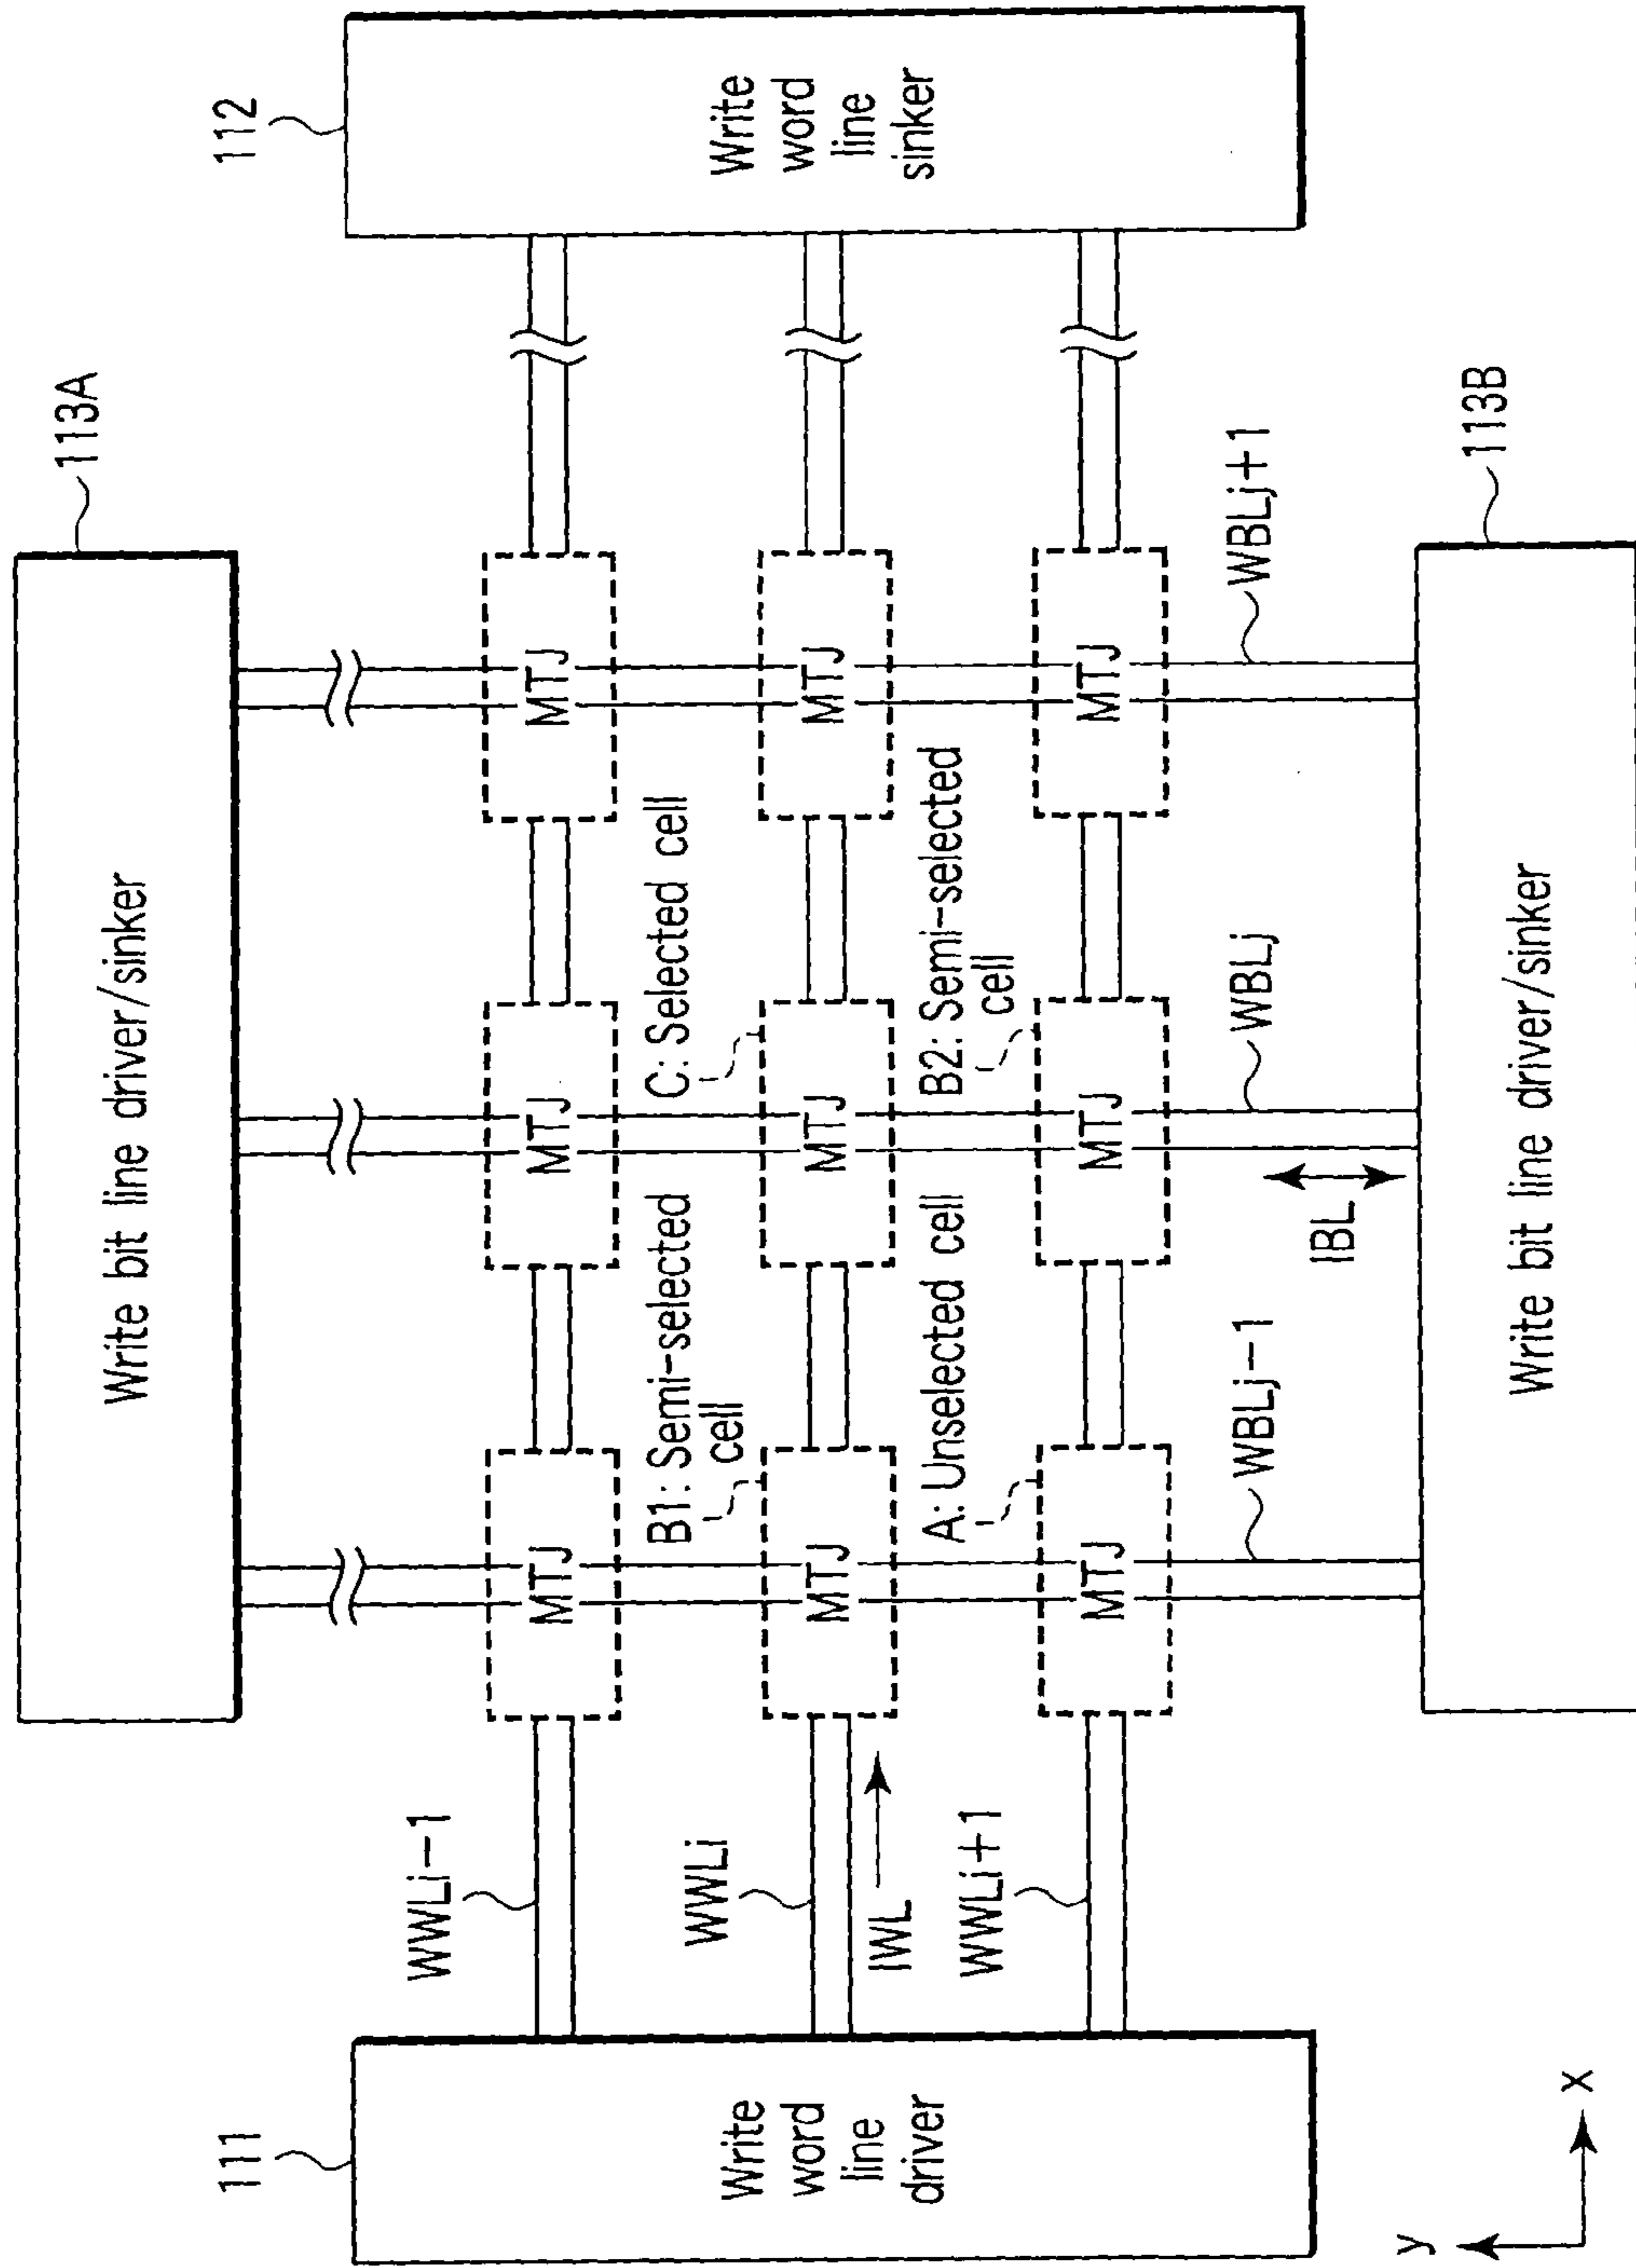 113A
Write bit line driver/sinker
112
Write
word
line
sinker
WWLi−1
MTJ
MTJ
MTJ
B1: Semi-selected
cell
C: Selected cell
WWLi
MTJ
MTJ
MTJ
IWL
A: Unselected cell
B2: Semi-selected
cell
WWLi+1
MTJ
MTJ
MTJ
111
Write
word
line
driver
WBLj−1
WBLj
WBLj+1
IBL
113B
Write bit line driver/sinker
y
x